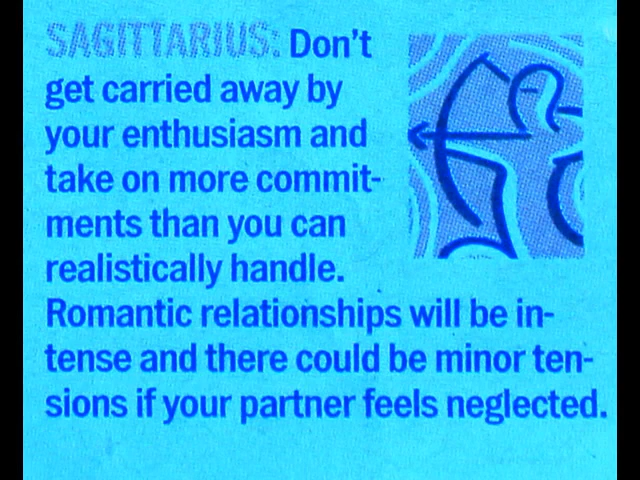 SAGITTARIUS: Don't
get carried away by
your enthusiasm and
take on more commit-
ments than you can
realistically handle.
Romantic relationships will be in-
tense and there could be minor ten-
sions if your partner feels neglected.